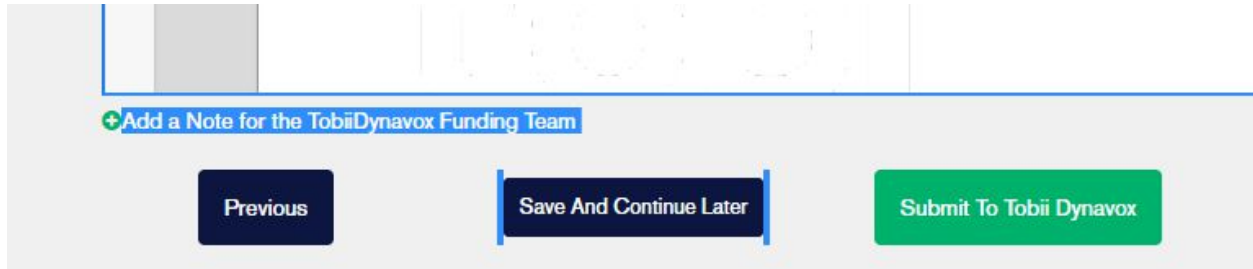 Add a Note for the TobiiDynavox Funding Team
Previous
Save And Continue Later
Submit To Tobii Dynavox